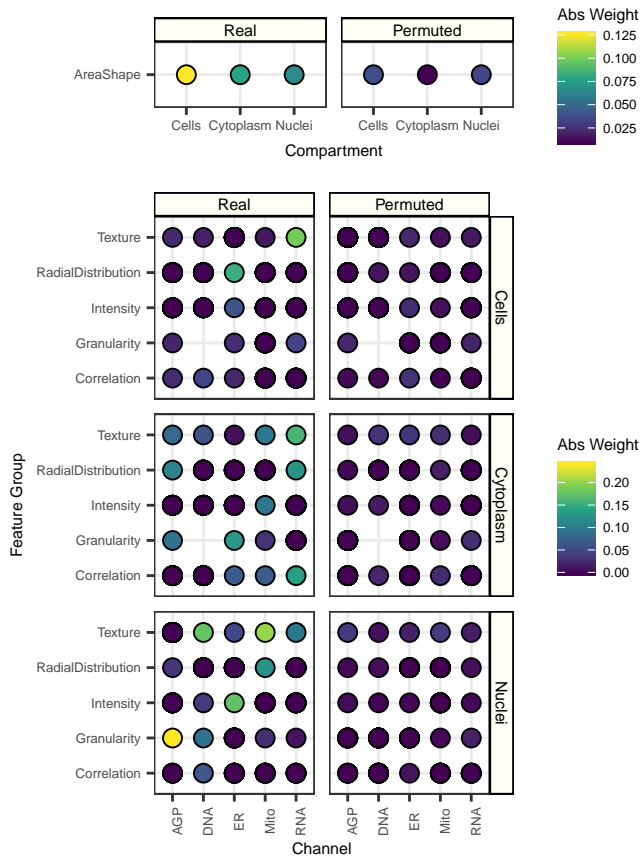 Real
Permuted
AreaShape
Cells Cytoplasm Nuclei
Cells Cytoplasm Nuclei
Compartment
Abs Weight
0.125
0.100
0.075
0.050
0.025
Real
Permuted
Feature Group
Texture
RadialDistribution
Intensity
Granularity
Correlation
Cells
Texture
RadialDistribution
Intensity
Granularity
Correlation
Cytoplasm
Texture
RadialDistribution
Intensity
Granularity
Correlation
Nuclei
AGP DNA ER Mito RNA
AGP DNA ER Mito RNA
Channel
Abs Weight
0.20
0.15
0.10
0.05
0.00